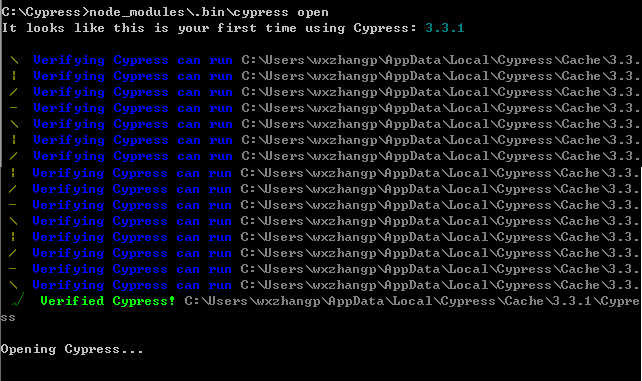 C:\Cypress>node_modules\.bin\cypress open
It looks like this is your first time using Cypress: 3.3.1
\ Verifying Cypress can run C:\Users\wxzhangp\AppData\Local\Cypress\Cache\3.3.
¦ Verifying Cypress can run C:\Users\wxzhangp\AppData\Local\Cypress\Cache\3.3.
/ Verifying Cypress can run C:\Users\wxzhangp\AppData\Local\Cypress\Cache\3.3.
- Verifying Cypress can run C:\Users\wxzhangp\AppData\Local\Cypress\Cache\3.3.
\ Verifying Cypress can run C:\Users\wxzhangp\AppData\Local\Cypress\Cache\3.3.
¦ Verifying Cypress can run C:\Users\wxzhangp\AppData\Local\Cypress\Cache\3.3.
/ Verifying Cypress can run C:\Users\wxzhangp\AppData\Local\Cypress\Cache\3.3.
¦ Verifying Cypress can run C:\Users\wxzhangp\AppData\Local\Cypress\Cache\3.3.
/ Verifying Cypress can run C:\Users\wxzhangp\AppData\Local\Cypress\Cache\3.3.
- Verifying Cypress can run C:\Users\wxzhangp\AppData\Local\Cypress\Cache\3.3.
\ Verifying Cypress can run C:\Users\wxzhangp\AppData\Local\Cypress\Cache\3.3.
¦ Verifying Cypress can run C:\Users\wxzhangp\AppData\Local\Cypress\Cache\3.3.
/ Verifying Cypress can run C:\Users\wxzhangp\AppData\Local\Cypress\Cache\3.3.
- Verifying Cypress can run C:\Users\wxzhangp\AppData\Local\Cypress\Cache\3.3.
\ Verifying Cypress can run C:\Users\wxzhangp\AppData\Local\Cypress\Cache\3.3.
√ Verified Cypress! C:\Users\wxzhangp\AppData\Local\Cypress\Cache\3.3.1\Cypre
ss
Opening Cypress...